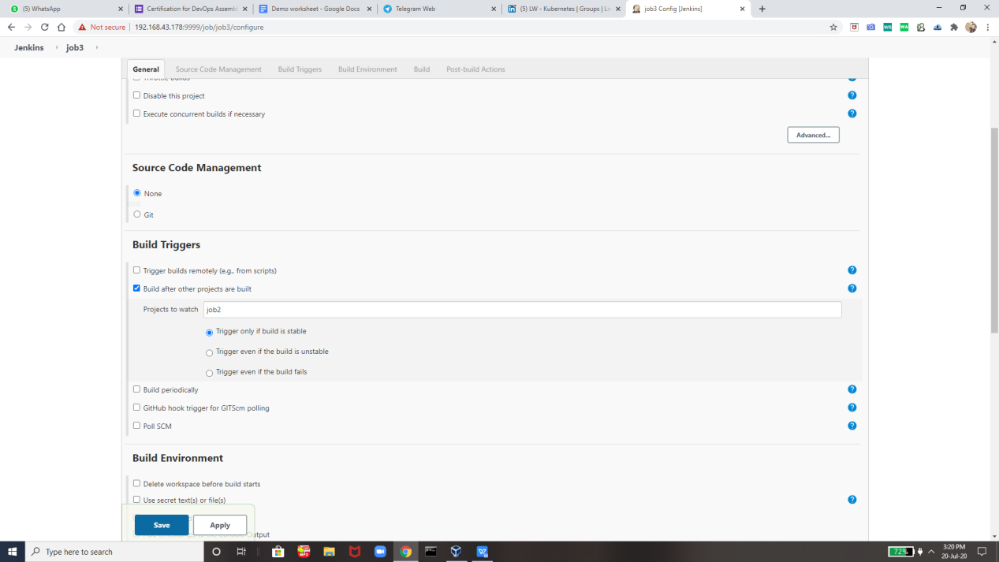 (5) WhatsApp
Certification for DevOps Assembl
Demo worksheet - Google Docs
Telegram Web
(5) LW - Kubernetes | Groups | Li
job3 Config [Jenkins]
Not secure
192.168.43.178:9999/job/job3/configure
Jenkins
job3
General
Source Code Management
Build Triggers
Build Environment
Build
Post-build Actions
Throttle builds
Disable this project
Execute concurrent builds if necessary
Advanced...
Source Code Management
None
Git
Build Triggers
Trigger builds remotely (e.g., from scripts)
Build after other projects are built
Projects to watch
job2
Trigger only if build is stable
Trigger even if the build is unstable
Trigger even if the build fails
Build periodically
GitHub hook trigger for GITScm polling
Poll SCM
Build Environment
Delete workspace before build starts
Use secret text(s) or file(s)
Save
Apply
Output
Type here to search
72%
3:20 PM
20-Jul-20